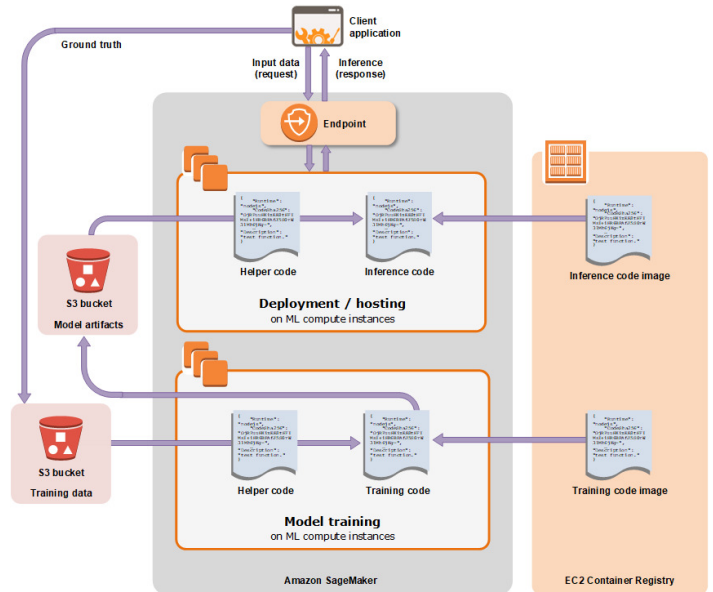 Client
application
Ground truth
Input data
(request)
Inference
(response)
Endpoint
Helper code
Inference code
Deployment / hosting
on ML compute instances
Inference code image
S3 bucket
Model artifacts
Helper code
Training code
Model training
on ML compute instances
Training code image
S3 bucket
Training data
Amazon SageMaker
EC2 Container Registry